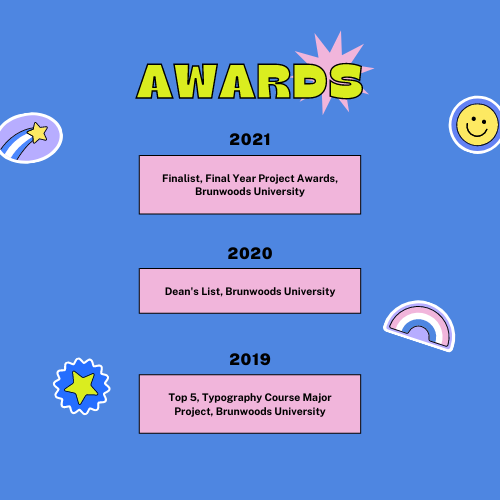 AWARDS
2021
Finalist, Final Year Project Awards,
Brunwoods University
2020
Dean's List, Brunwoods University
2019
Top 5, Typography Course Major
Project, Brunwoods University